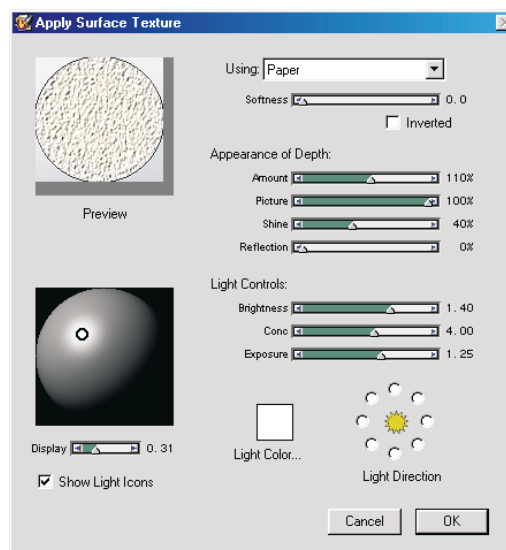 Apply Surface Texture
Using: Paper
Softness 0.0
Inverted
Appearance of Depth:
Amount 110%
Picture 100%
Shine 40%
Reflection 0%
Preview
Light Controls:
Brightness 1.40
Conc 4.00
Exposure 1.25
Display 0.31
Show Light Icons
Light Color...
Light Direction
Cancel OK